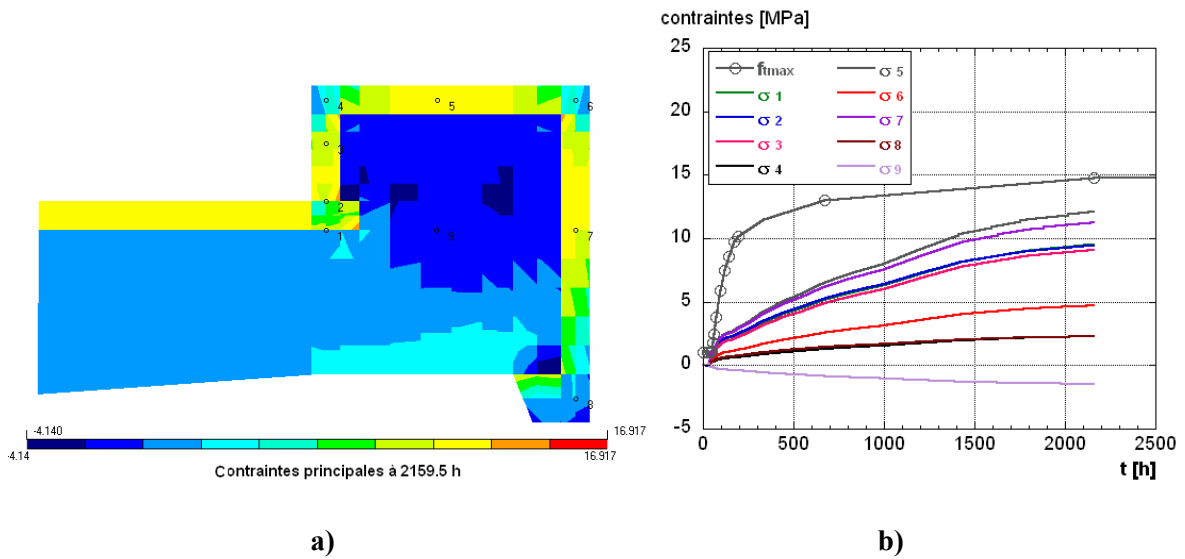 4 5 6
3
2
1 9 7
8
-4.140 16.917
-4.14 16.917
Contraintes principales à 2159.5 h
a)
contraintes [MPa]
25
20
15
10
5
0
-5
ftmax σ 5
σ 1 σ 6
σ 2 σ 7
σ 3 σ 8
σ 4 σ 9
0 500 1000 1500 2000 2500
t [h]
b)